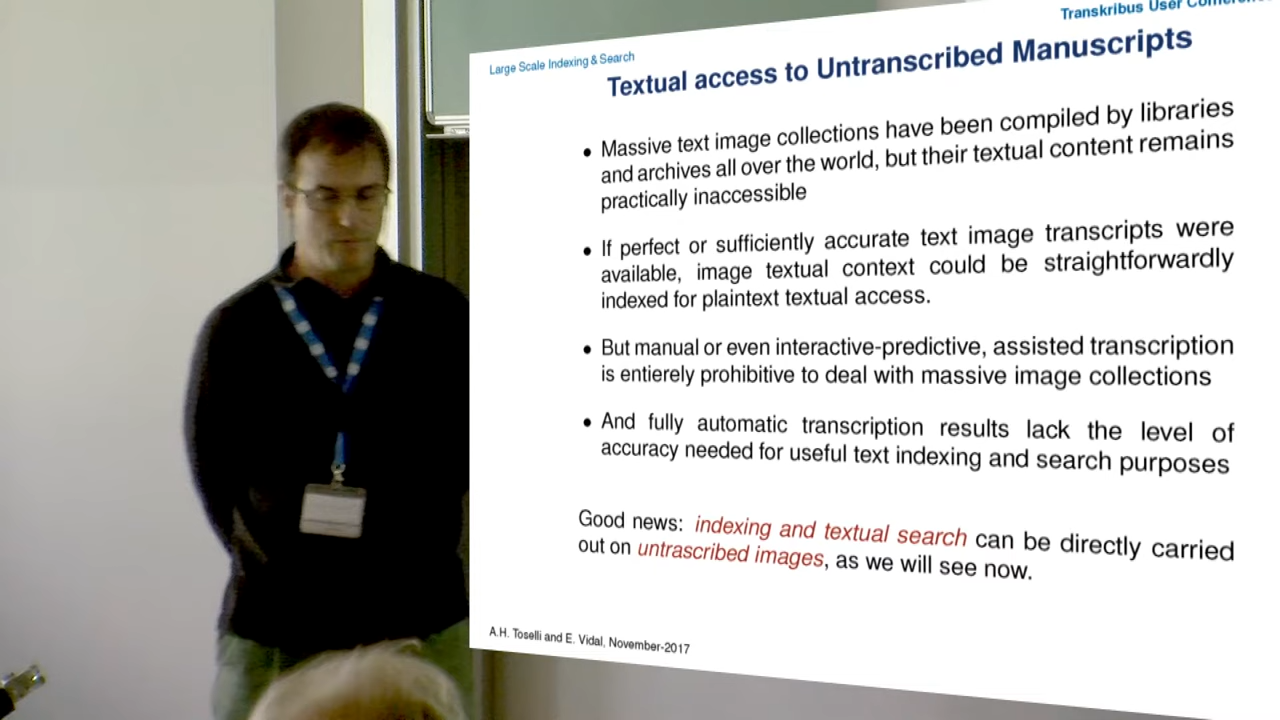 Large Scale Indexing & Search
Transkribus User
Textual access to Untranscribed Manuscripts
• Massive text image collections have been compiled by libraries
and archives all over the world, but their textual content remains
practically inaccessible
• If perfect or sufficiently accurate text image transcripts were
available, image textual context could be straightforwardly
indexed for plaintext textual access.
• But manual or even interactive-predictive, assisted transcription
is entierely prohibitive to deal with massive image collections
• And fully automatic transcription results lack the level of
accuracy needed for useful text indexing and search purposes
Good news: indexing and textual search can be directly carried
out on untrascribed images, as we will see now.
A.H. Toselli and E. Vidal, November-2017